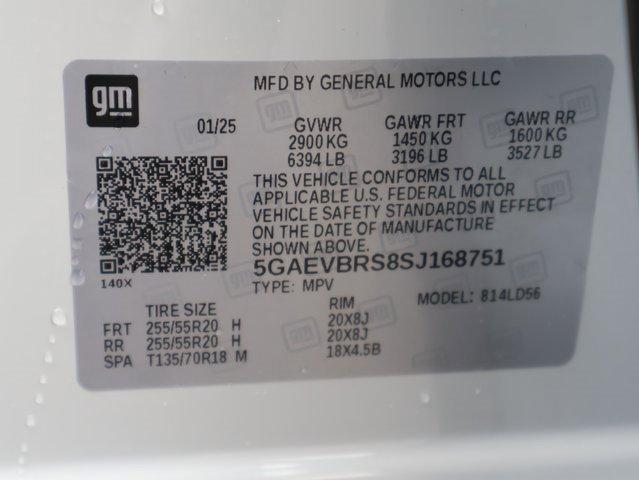 gm
MFD BY GENERAL MOTORS LLC
01/25 GVWR GAWR FRT GAWR RR
2900 KG 1450 KG 1600 KG
6394 LB 3196 LB 3527 LB
THIS VEHICLE CONFORMS TO ALL
APPLICABLE U.S. FEDERAL MOTOR
VEHICLE SAFETY STANDARDS IN EFFECT
ON THE DATE OF MANUFACTURE
SHOWN ABOVE.
140X
5GAEVBRS8SJ168751
TYPE: MPV MODEL: 814LD56
TIRE SIZE RIM
FRT 255/55R20 H 20X8J
RR 255/55R20 H 20X8J
SPA T135/70R18 M 18X4.5B